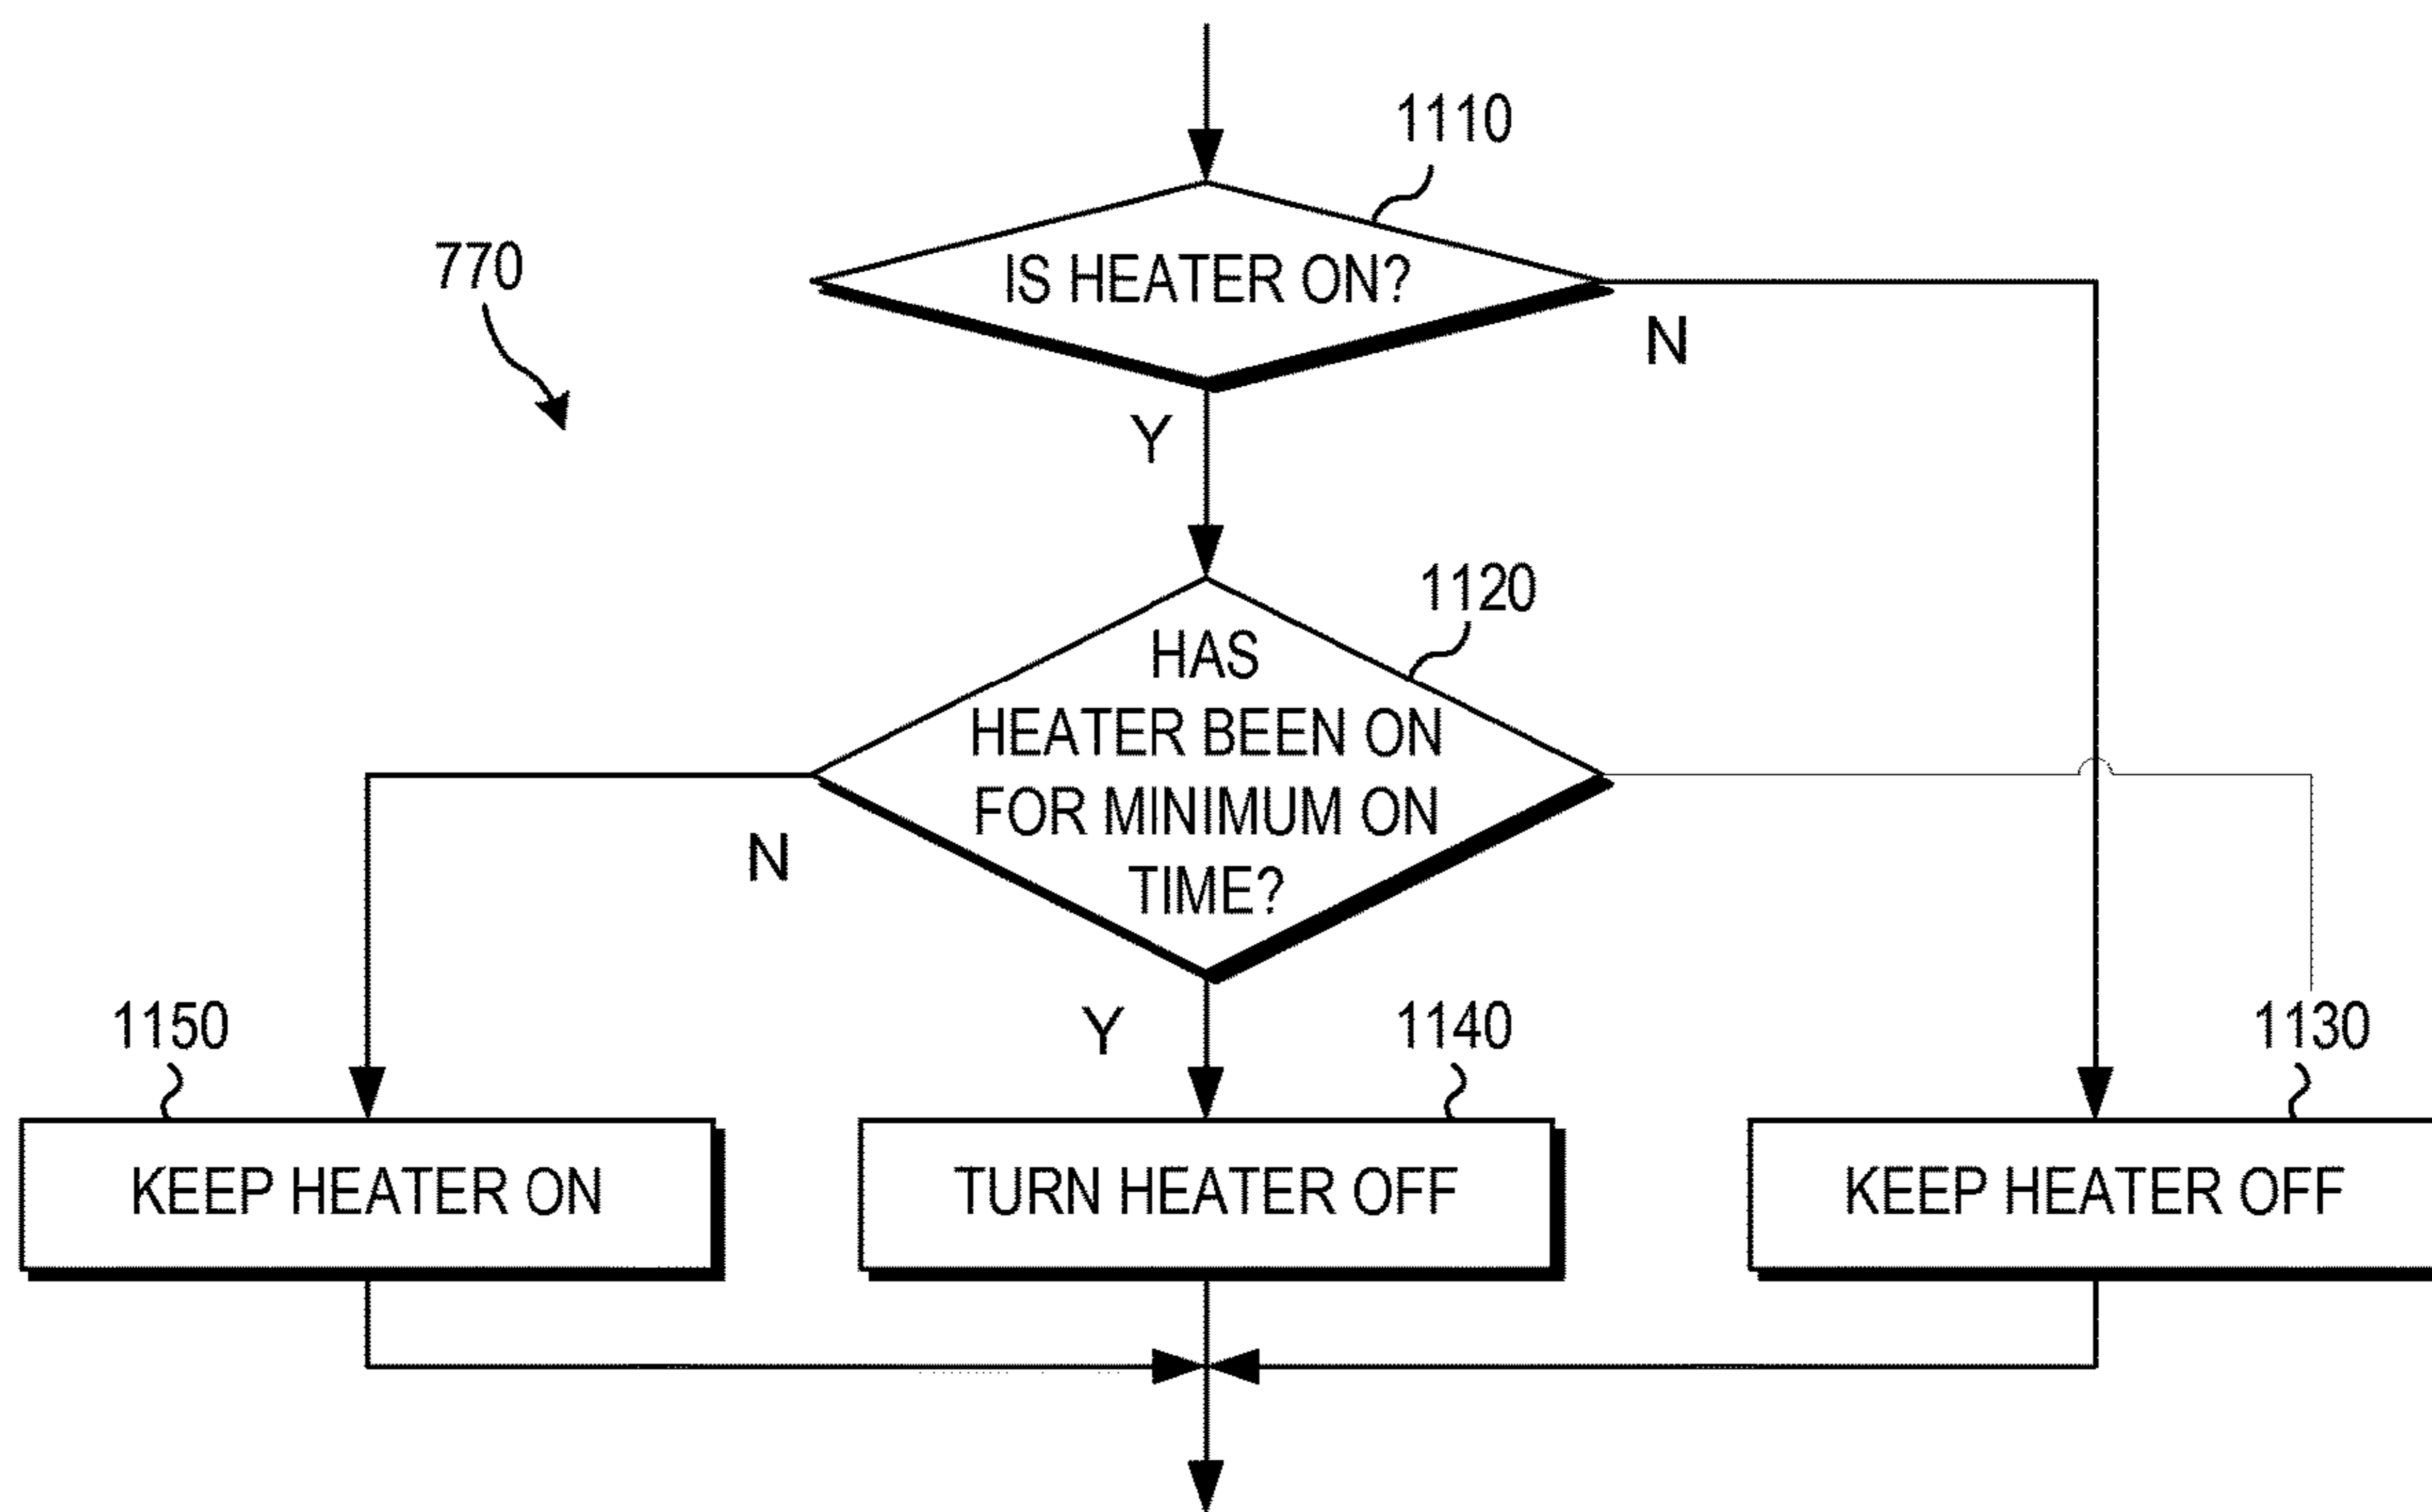 1110
770
IS HEATER ON?
N
Y
1120
HAS
HEATER BEEN ON
FOR MINIMUM ON
TIME?
N
Y
1150
1140
1130
KEEP HEATER ON
TURN HEATER OFF
KEEP HEATER OFF